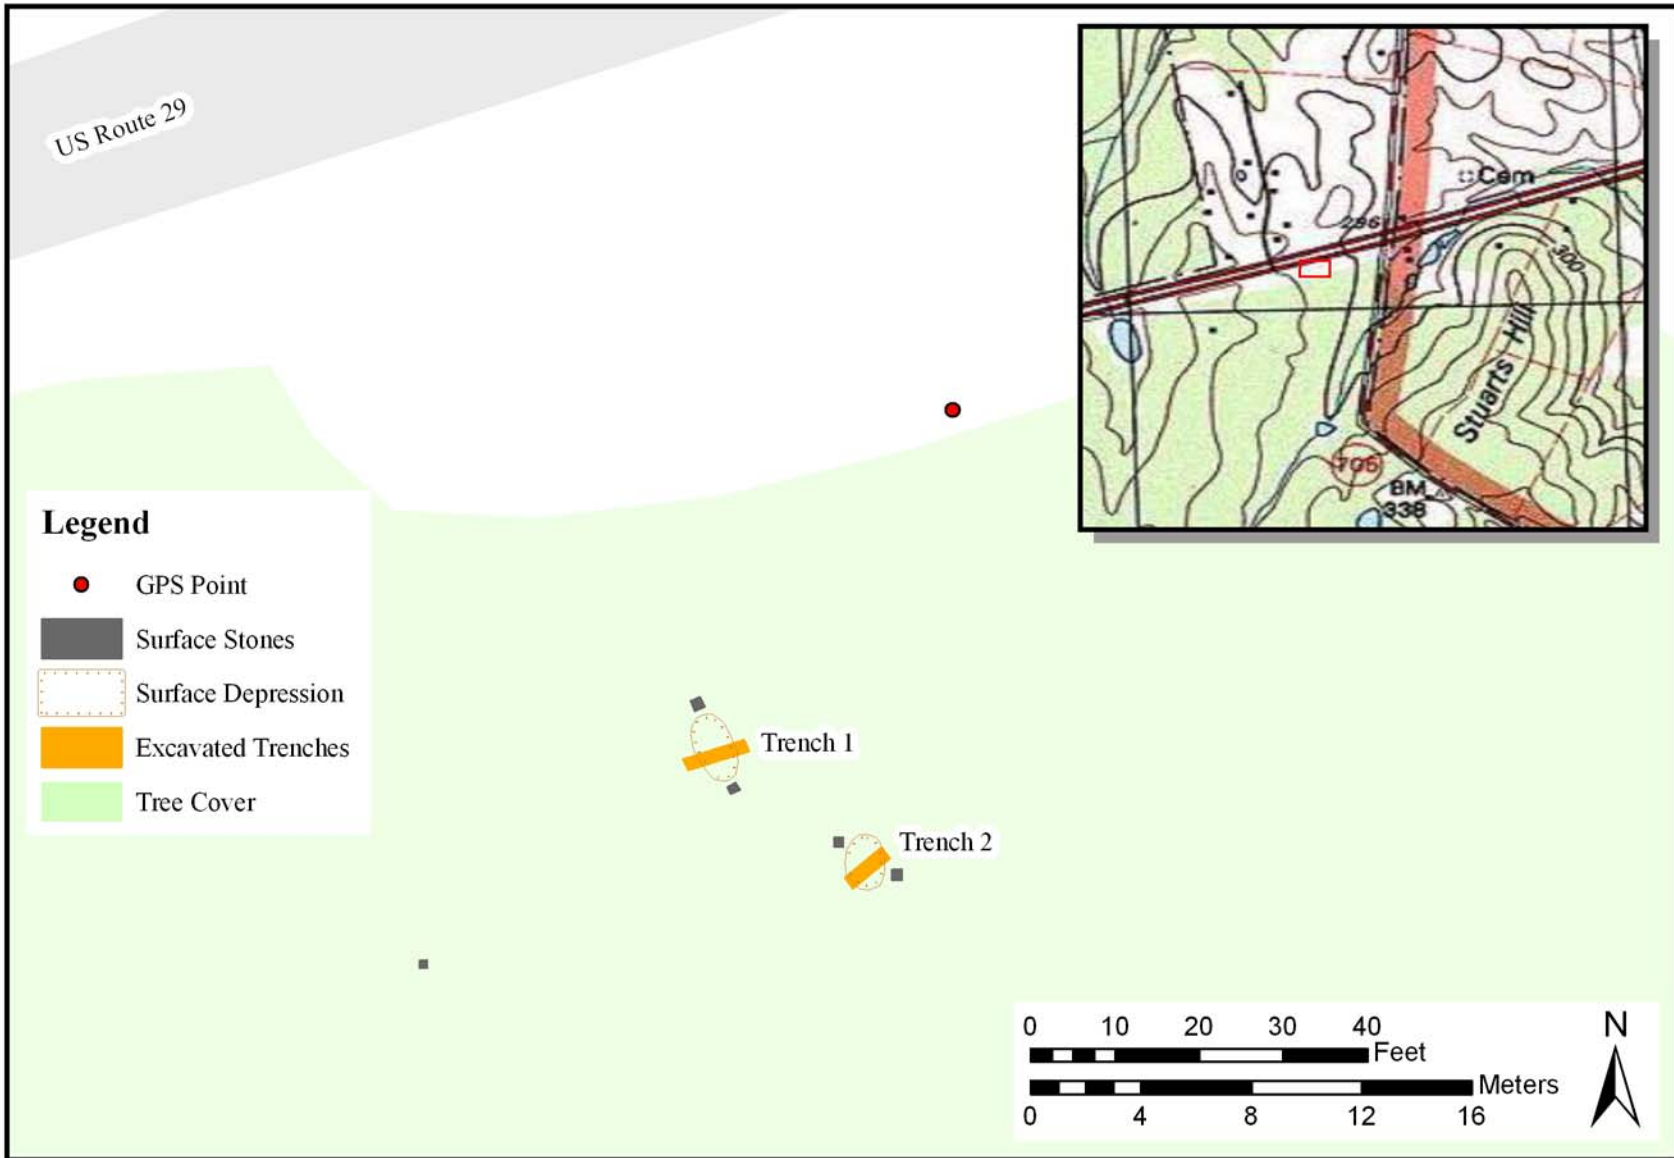 US Route 29
Cem
296
300
Stuarts Hill
705
BM
338
Legend
GPS Point
Surface Stones
Surface Depression
Excavated Trenches
Tree Cover
Trench 1
Trench 2
0 10 20 30 40
Feet
Meters
0 4 8 12 16
N